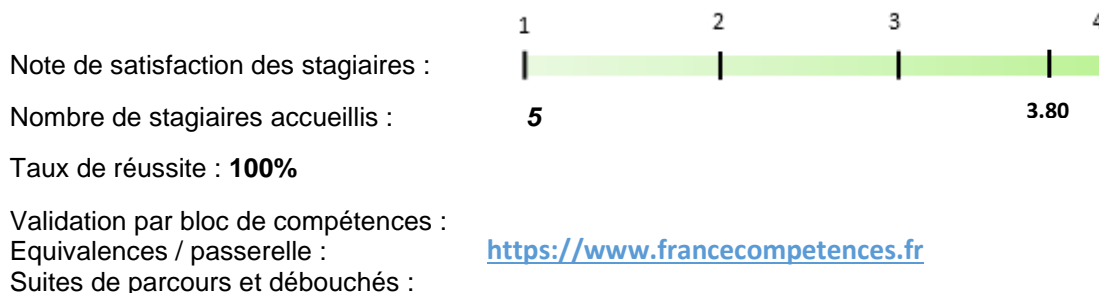 1 2 3 4
Note de satisfaction des stagiaires :
Nombre de stagiaires accueillis : 5 3.80
Taux de réussite : 100%
Validation par bloc de compétences :
Equivalences / passerelle : https://www.francecompetences.fr
Suites de parcours et débouchés :